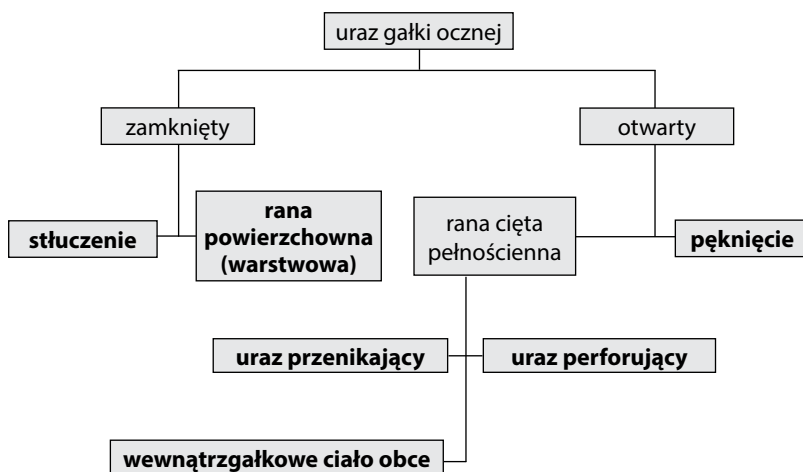 uraz gałki ocznej
zamknięty
otwarty
stłuczenie
rana
powierzchowna
(warstwowa)
rana cięta
pełnościenna
pęknięcie
uraz przenikający
uraz perforujący
wewnątrzgałkowe ciało obce